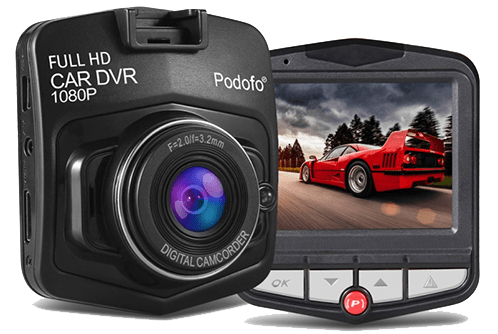 FULL HD
CAR DVR
1080P
Podofo®
F=2.0/f=3.2mm
DIGITAL CAMCORDER
OK
(P)